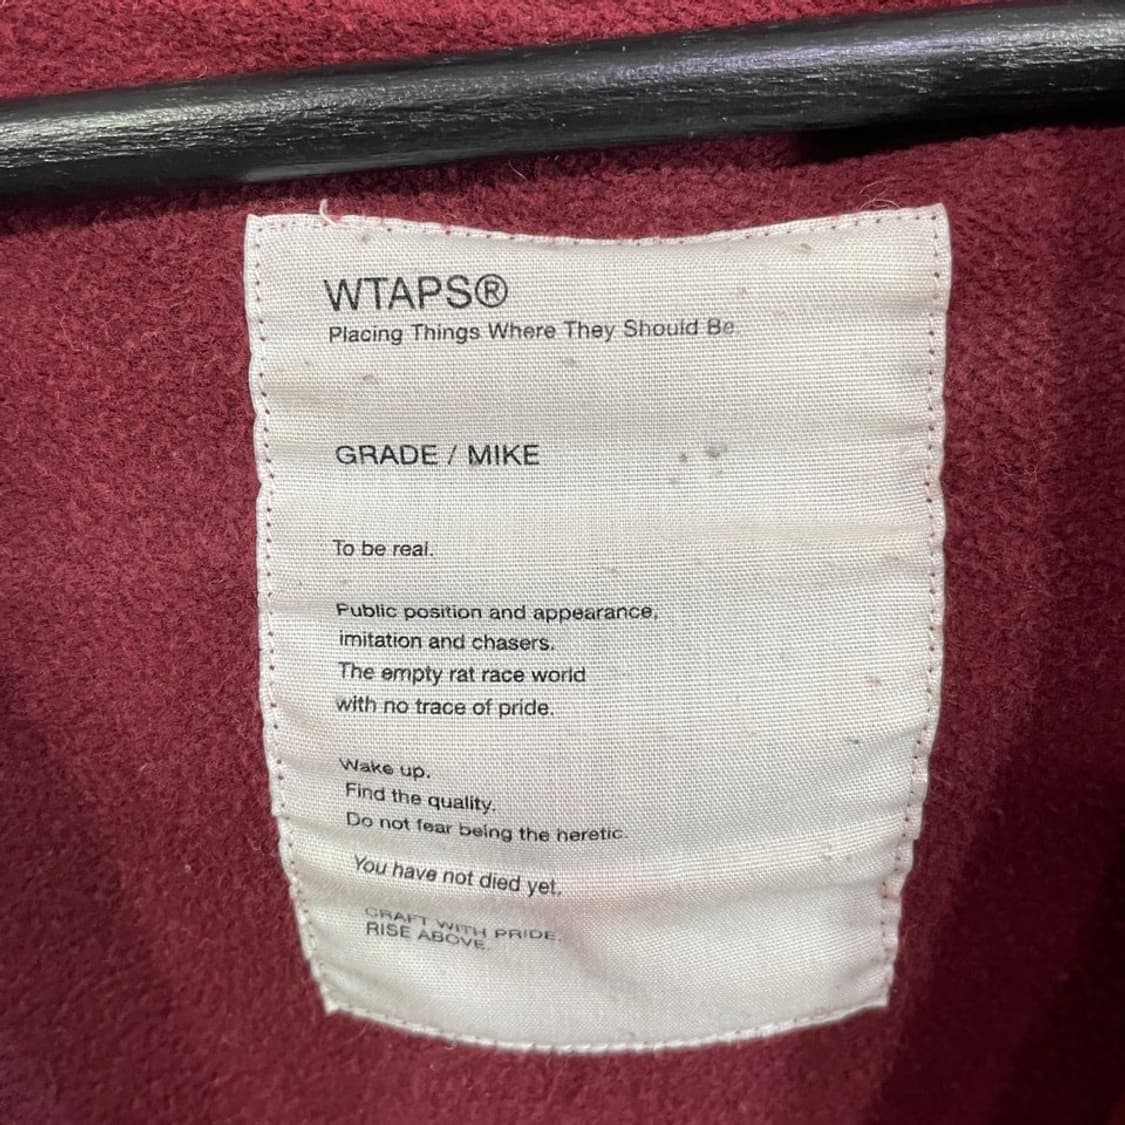 WTAPS®
Placing Things Where They Should Be.
GRADE / MIKE
To be real.
Public position and appearance,
imitation and chasers.
The empty rat race world
with no trace of pride.
Wake up.
Find the quality.
Do not fear being the heretic.
You have not died yet.
CRAFT WITH PRIDE.
RISE ABOVE.